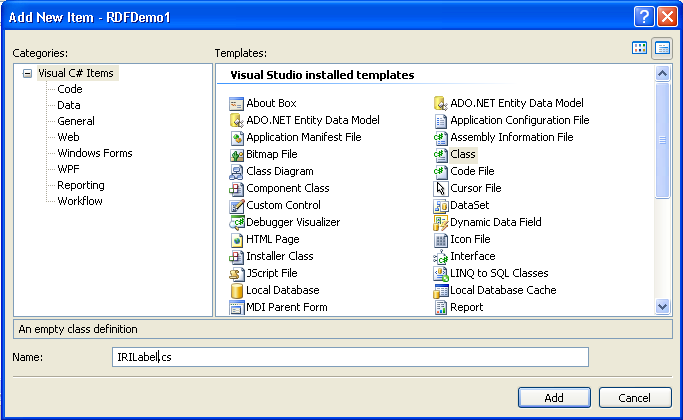 Add New Item - RDFDemo1
Categories:
Templates:
Visual C# Items
Code
Data
General
Web
Windows Forms
WPF
Reporting
Workflow
Visual Studio installed templates
About Box
ADO.NET Entity Data Model
ADO.NET Entity Data Model
Application Configuration File
Application Manifest File
Assembly Information File
Bitmap File
Class
Class Diagram
Code File
Component Class
Cursor File
Custom Control
DataSet
Debugger Visualizer
Dynamic Data Field
HTML Page
Icon File
Installer Class
Interface
JScript File
LINQ to SQL Classes
Local Database
Local Database Cache
MDI Parent Form
Report
An empty class definition
Name:
IRILabel.cs
Add
Cancel